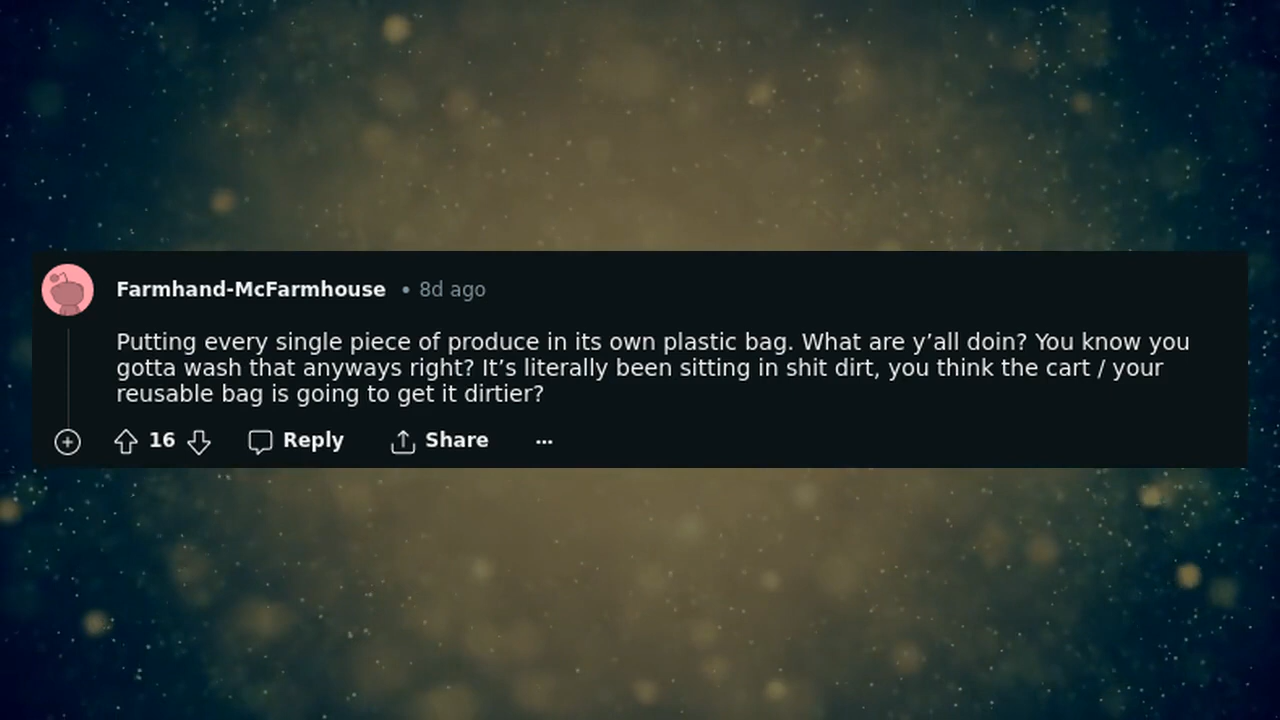 Farmhand-McFarmhouse • 8d ago
Putting every single piece of produce in its own plastic bag. What are y’all doin? You know you
gotta wash that anyways right? It’s literally been sitting in shit dirt, you think the cart / your
reusable bag is going to get it dirtier?
16 Reply Share ...